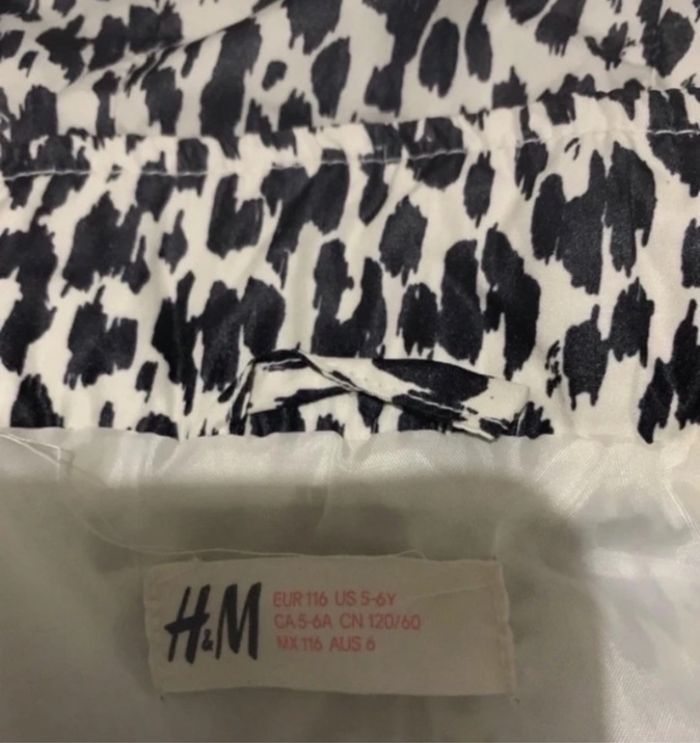 H&M
EUR 116 US 5-6Y
CA 5-6A CN 120/60
MX 116 AUS 6